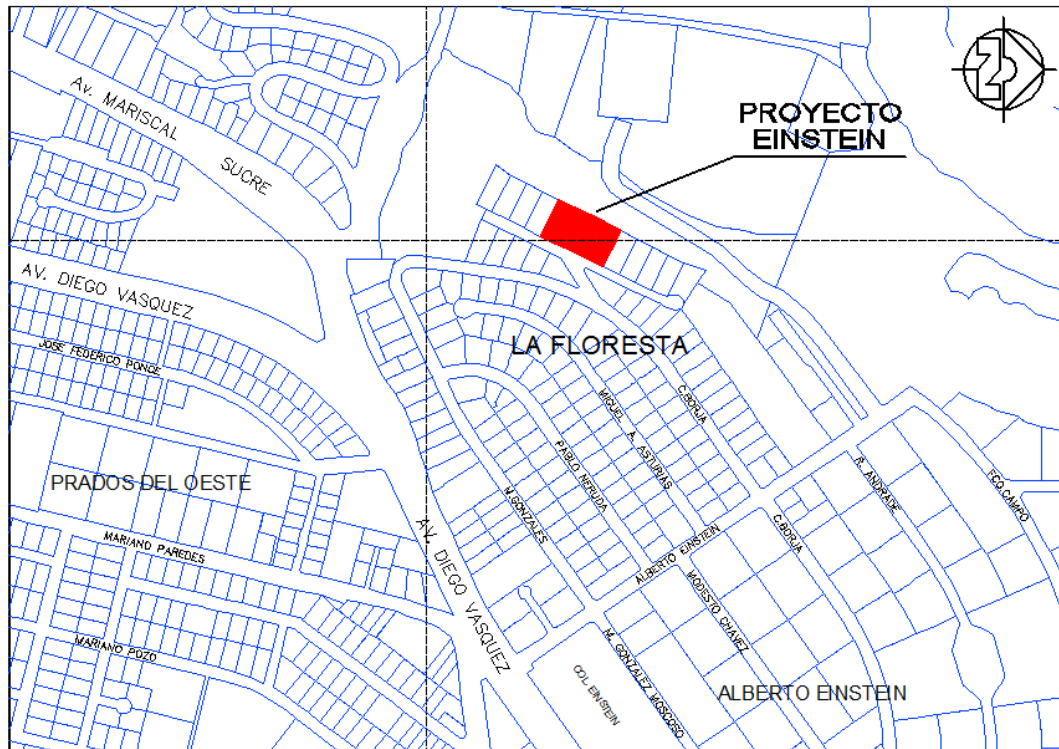 Av. MARISCAL
SUCRE
PROYECTO
EINSTEIN
N
AV. DIEGO VASQUEZ
JOSE FEDERICO PONCE
LA FLORESTA
C.BORJA
MIGUEL A. ASTURIAS
PABLO NERUDA
M.GONZALES
PRADOS DEL OESTE
R. ANDRADE
FCO.CAMPO
AV. DIEGO VASQUEZ
MARIANO PAREDES
ALBERTO EINSTEIN
C.BORJA
MODESTO CHAVEZ
MARIANO POZO
M. GONZALEZ MOSCOSO
COL EINSTEIN
ALBERTO EINSTEIN